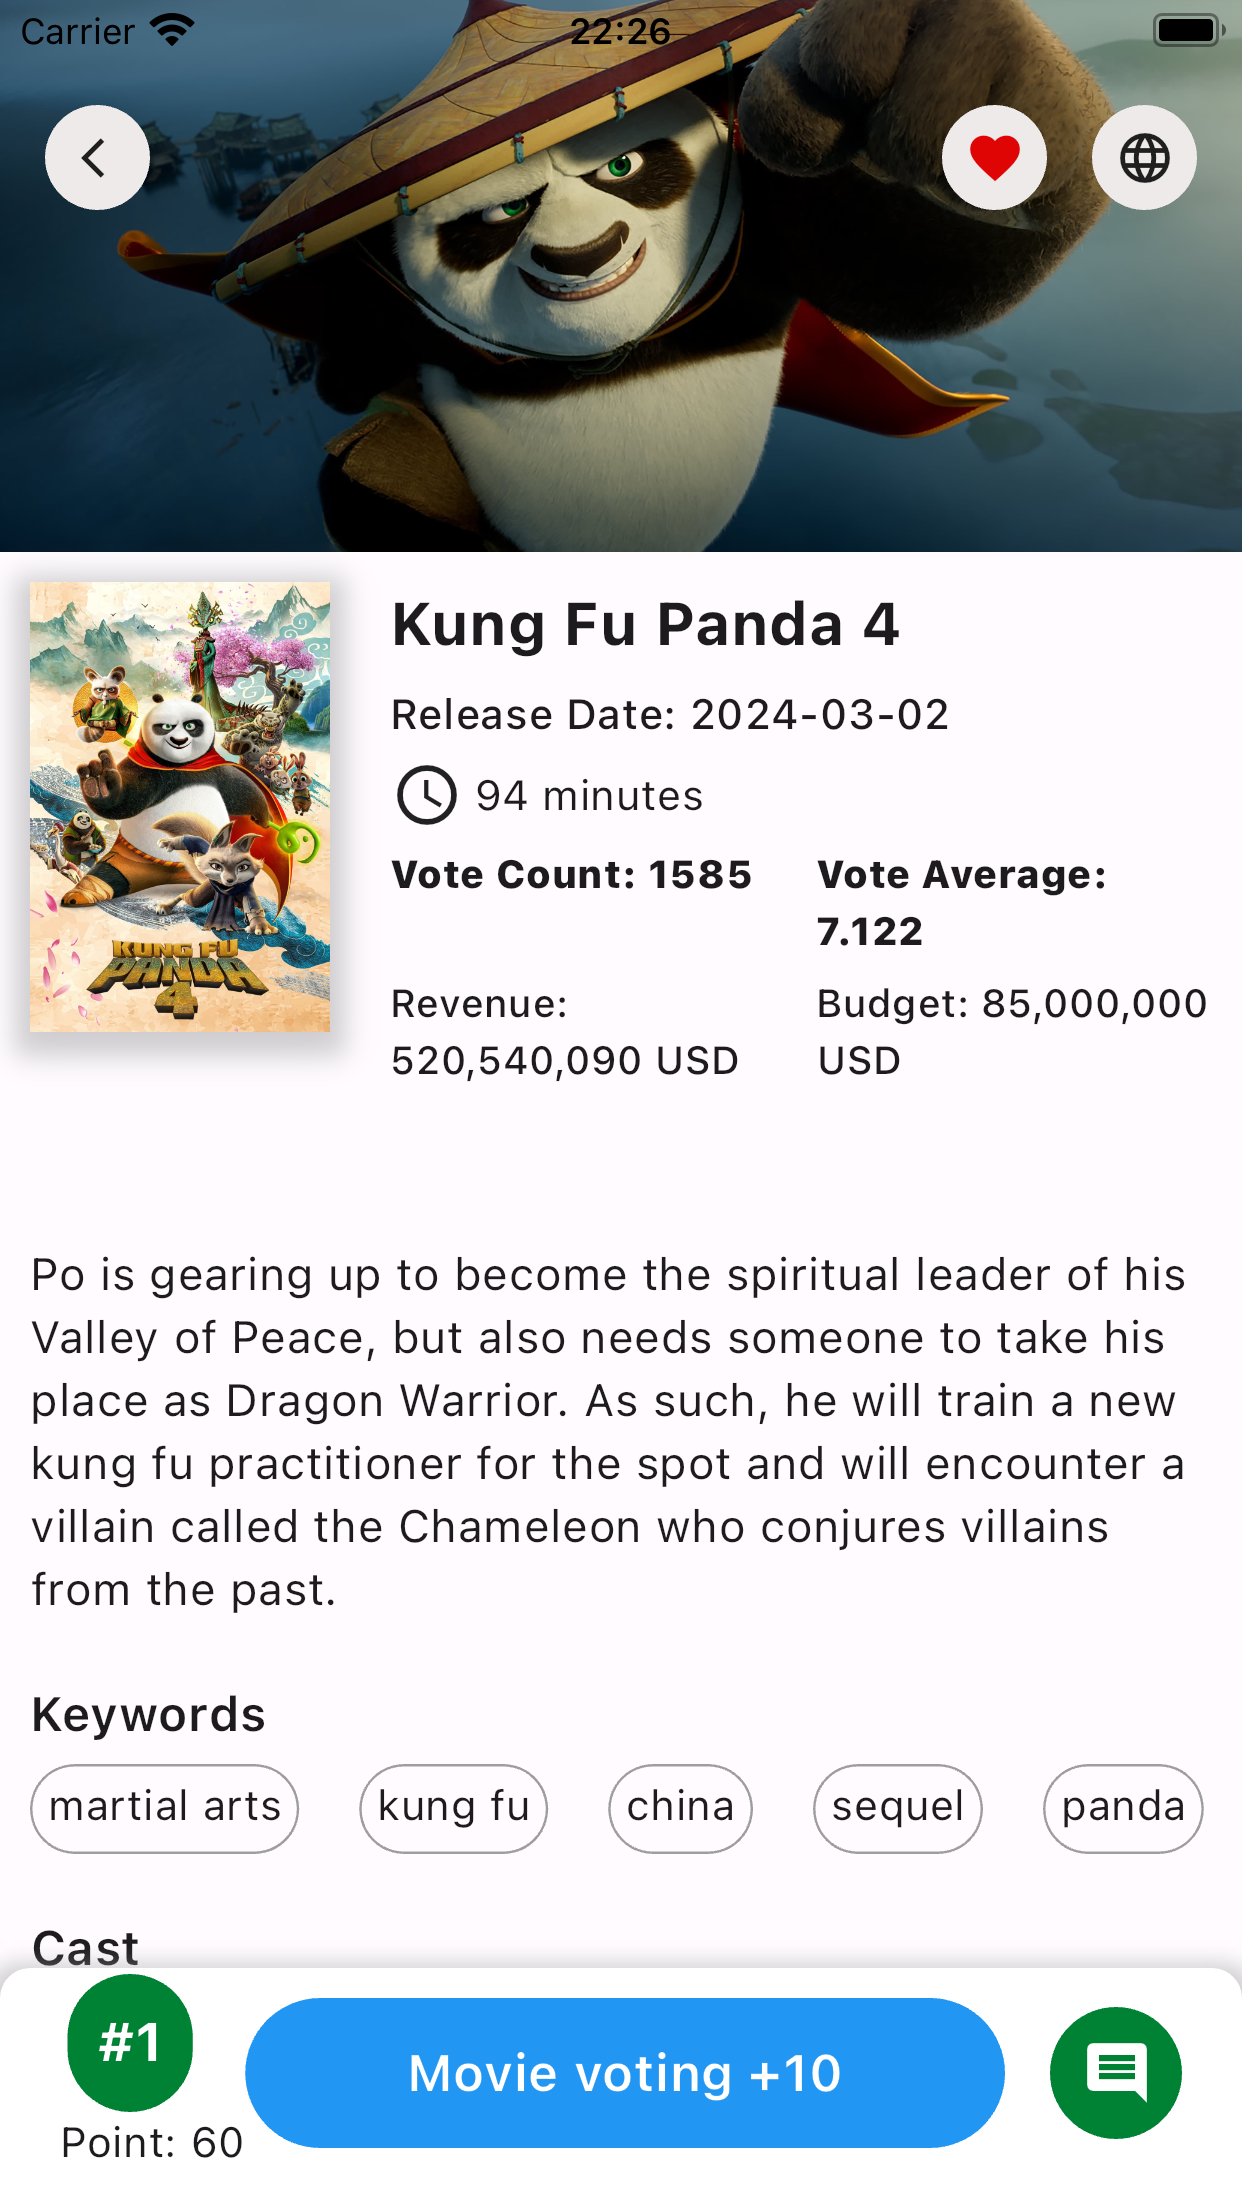 Carrier 22:26
KUNG FU
PANDA
4
Kung Fu Panda 4
Release Date: 2024-03-02
94 minutes
Vote Count: 1585
Vote Average:
7.122
Revenue:
520,540,090 USD
Budget: 85,000,000
USD
Po is gearing up to become the spiritual leader of his
Valley of Peace, but also needs someone to take his
place as Dragon Warrior. As such, he will train a new
kung fu practitioner for the spot and will encounter a
villain called the Chameleon who conjures villains
from the past.
Keywords
martial arts kung fu china sequel panda
Cast
#1
Point: 60
Movie voting +10